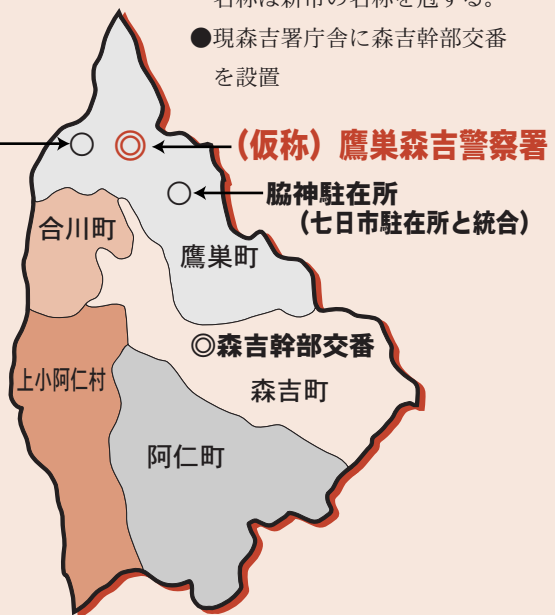 名称は新市の名称を冠する。
●現森吉署庁舎に森吉幹部交番
を設置
(仮称)鷹巣森吉警察署
脇神駐在所
(七日市駐在所と統合)
合川町
鷹巣町
◎森吉幹部交番
森吉町
上小阿仁村
阿仁町